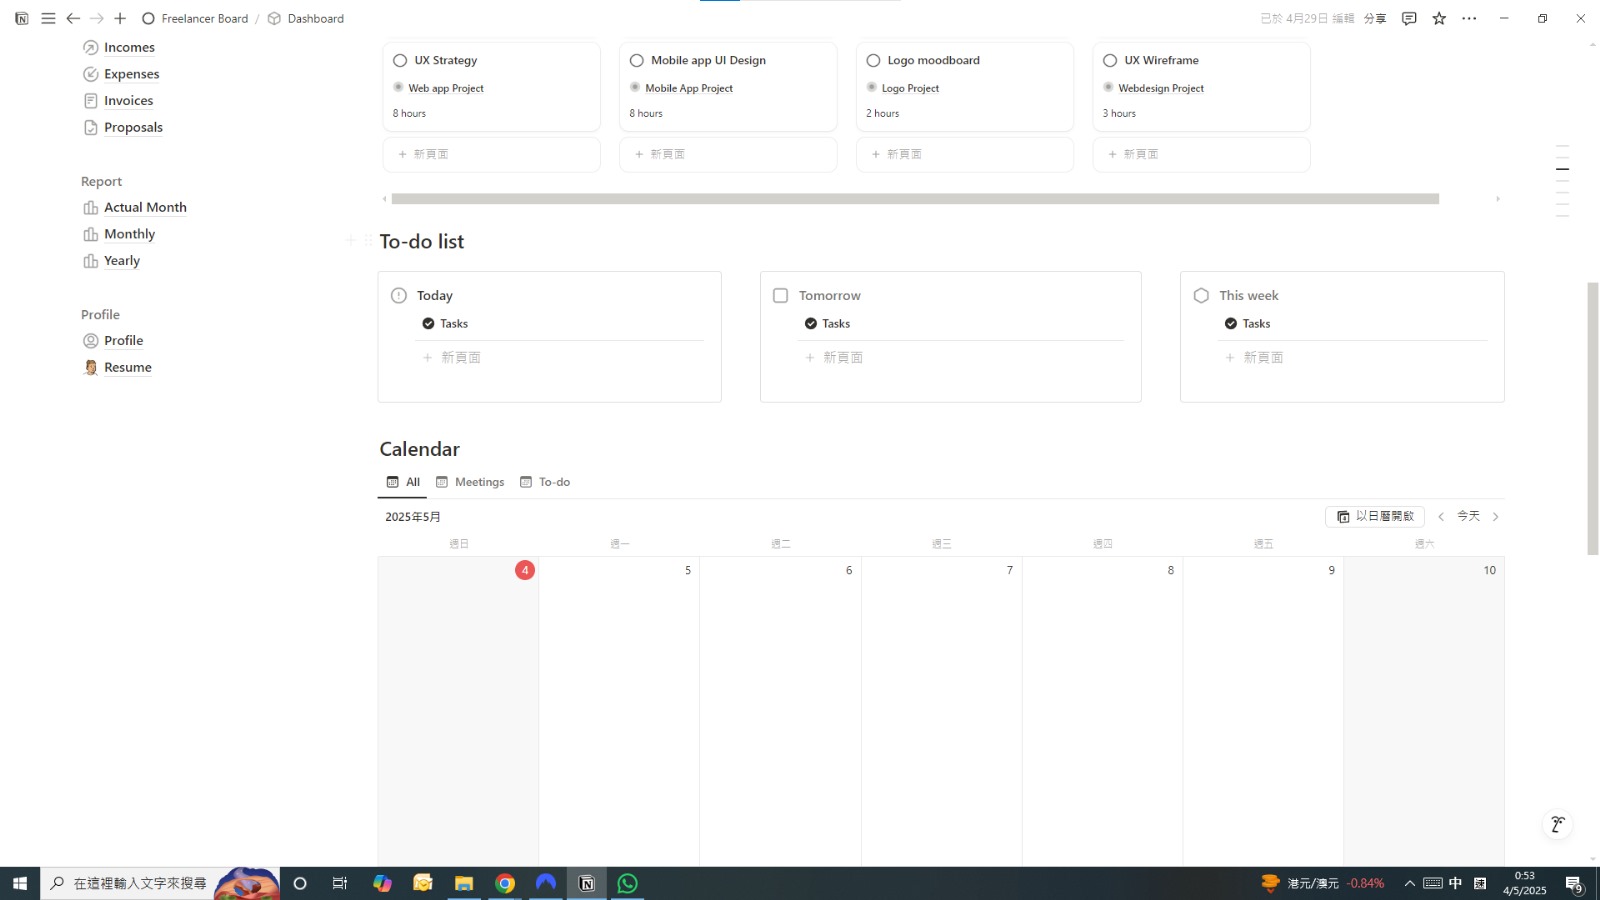 Freelancer Board / Dashboard
已於 4月29日 編輯 分享
Incomes
Expenses
Invoices
Proposals
Report
Actual Month
Monthly
Yearly
Profile
Profile
Resume
UX Strategy
Web app Project
8 hours
+ 新頁面
Mobile app UI Design
Mobile App Project
8 hours
+ 新頁面
Logo moodboard
Logo Project
2 hours
+ 新頁面
UX Wireframe
Webdesign Project
3 hours
+ 新頁面
To-do list
Today
Tasks
+ 新頁面
Tomorrow
Tasks
+ 新頁面
This week
Tasks
+ 新頁面
Calendar
All Meetings To-do
2025年5月
以日曆開啟 今天
週日 週一 週二 週三 週四 週五 週六
4 5 6 7 8 9 10
在這裡輸入文字來搜尋
港元/澳元 -0.84%
中 速
0:53
4/5/2025
9